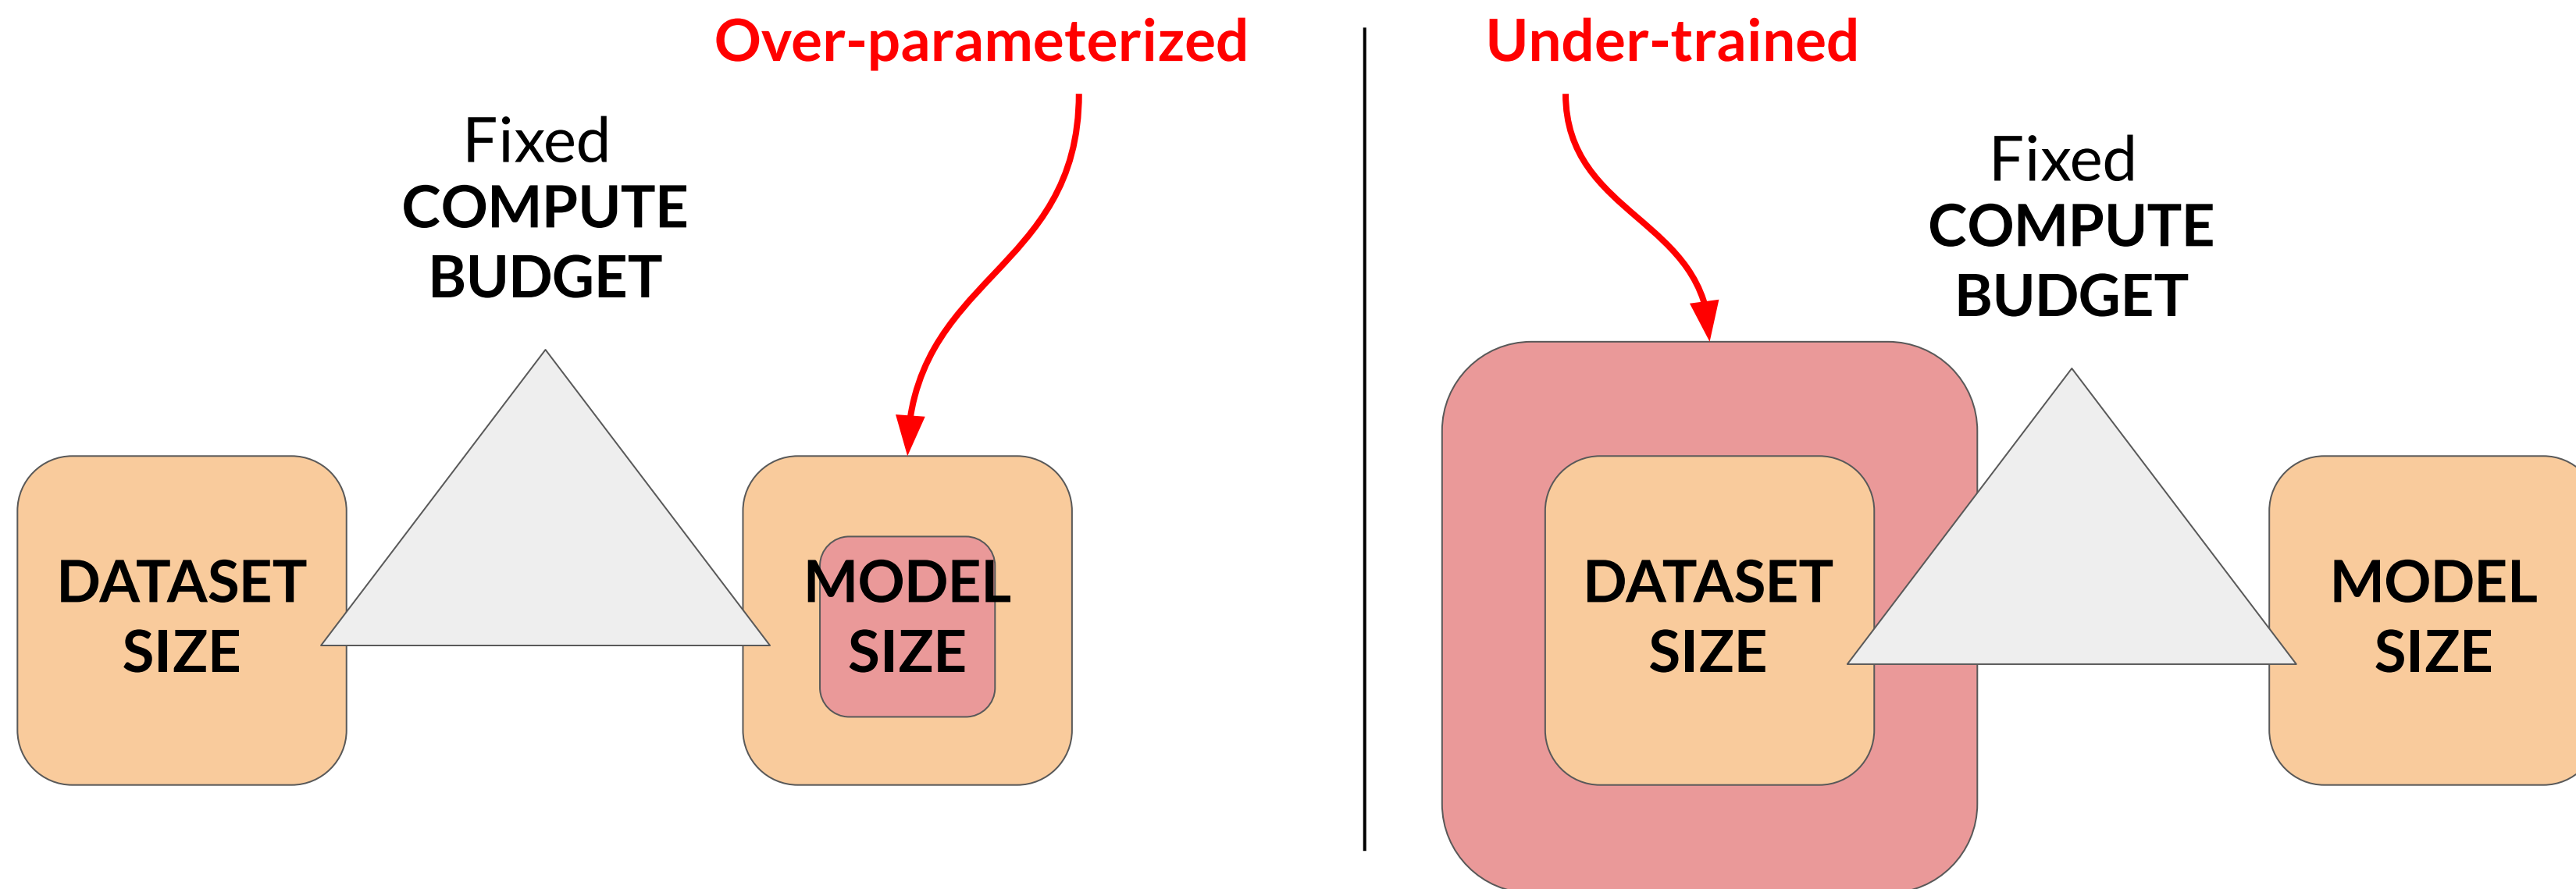 Over-parameterized
Fixed
COMPUTE
BUDGET
DATASET
SIZE
MODEL
SIZE
Under-trained
Fixed
COMPUTE
BUDGET
DATASET
SIZE
MODEL
SIZE